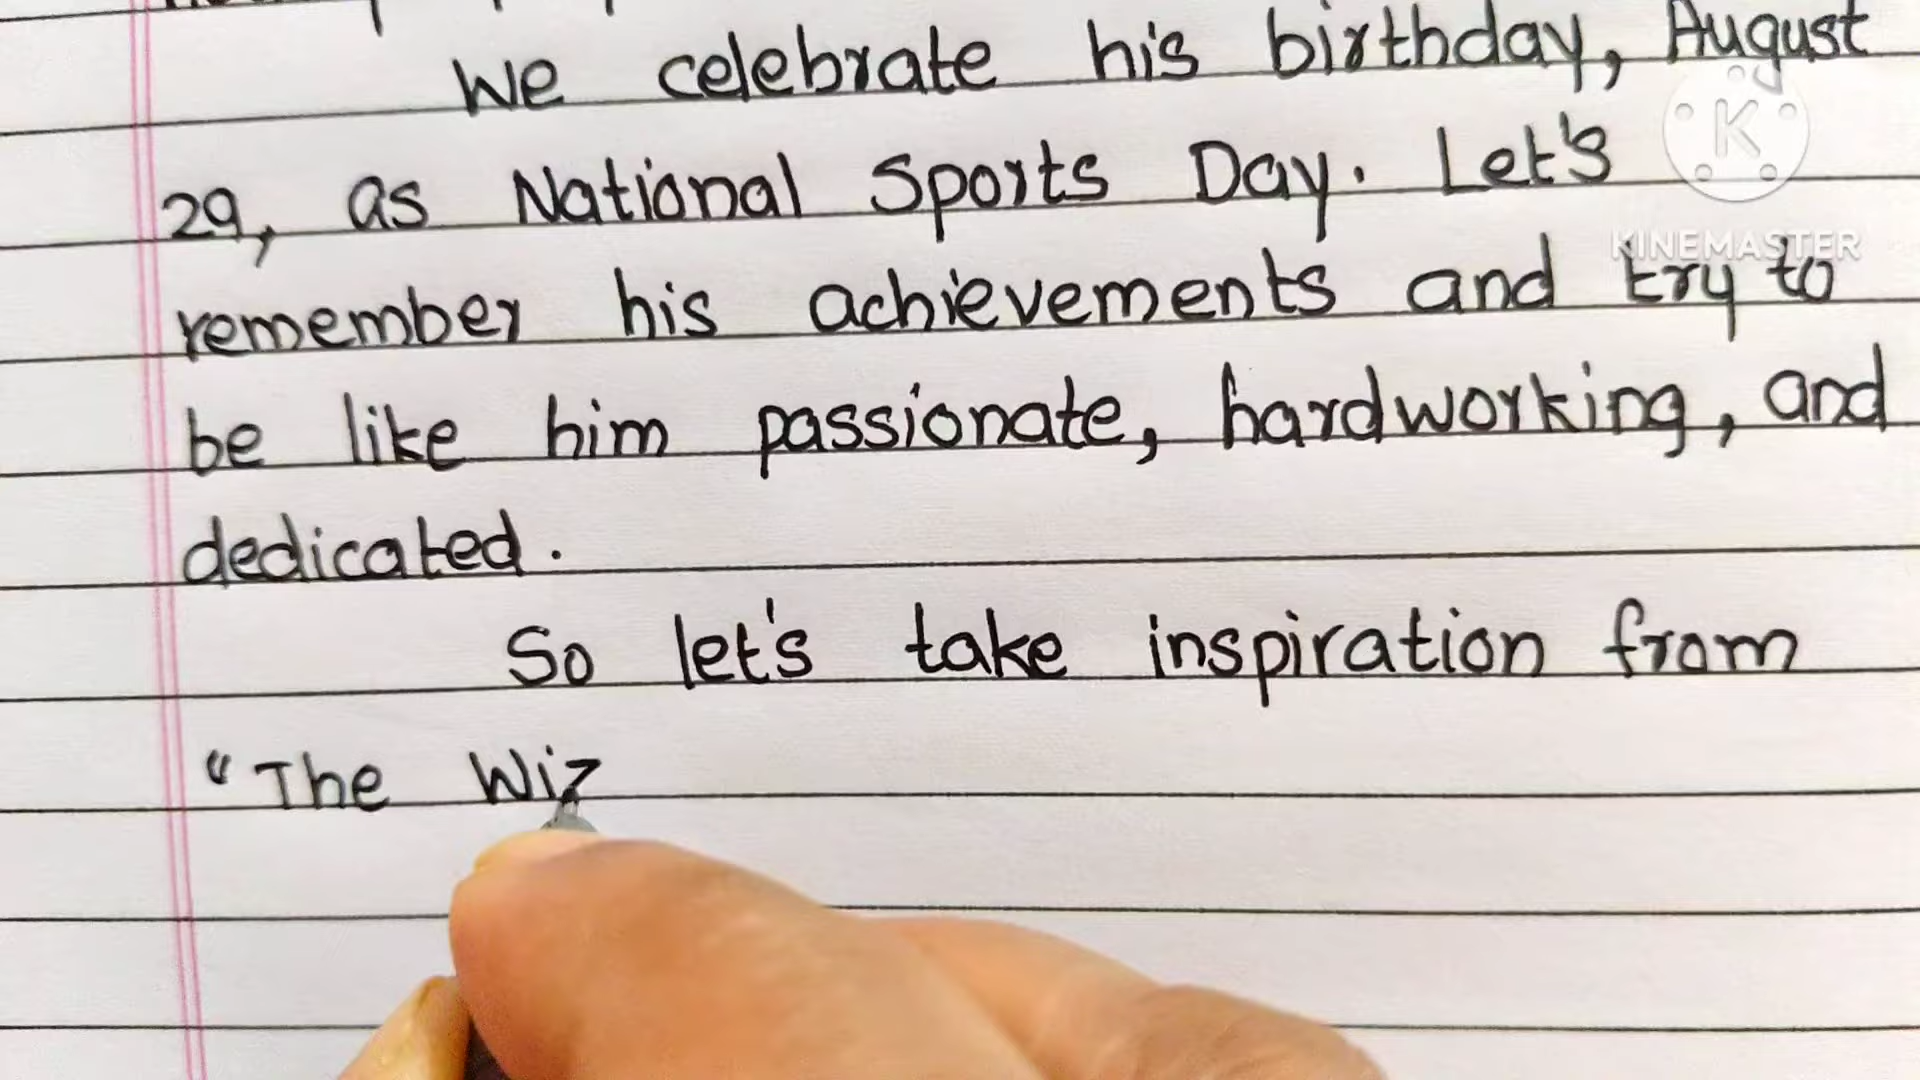 We celebrate his birthday, August
29, as National Sports Day. Let's
remember his achievements and try to
be like him passionate, hardworking, and
dedicated.
So let's take inspiration from
"The Wiz
K
KINEMASTER